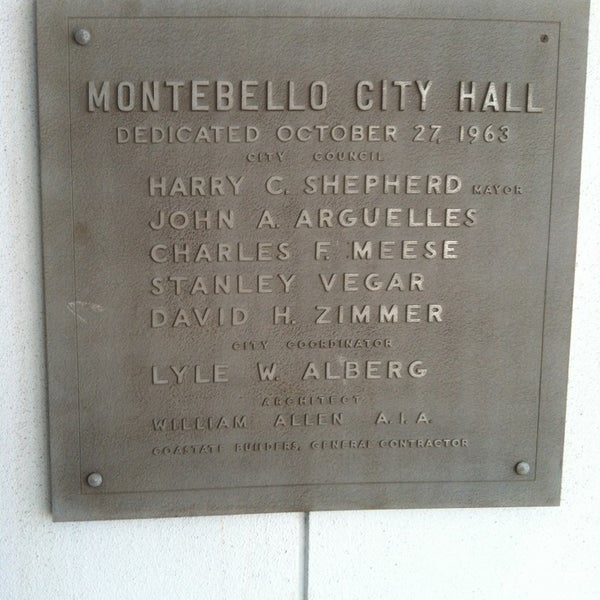 MONTEBELLO CITY HALL
DEDICATED OCTOBER 27, 1963
CITY COUNCIL
HARRY C. SHEPHERD MAYOR
JOHN A. ARGUELLES
CHARLES F. MEESE
STANLEY VEGAR
DAVID H. ZIMMER
CITY COORDINATOR
LYLE W. ALBERG
ARCHITECT
WILLIAM ALLEN A.I.A.
COASTATE BUILDERS, GENERAL CONTRACTOR